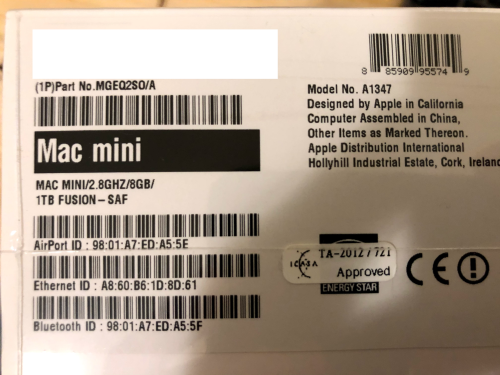 (1P)Part No.MGEQ2SO/A
Mac mini
MAC MINI/2.8GHZ/8GB/
1TB FUSION-SAF
AirPort ID : 98:01:A7:ED:A5:5E
Ethernet ID : A8:60:B6:1D:8D:61
Bluetooth ID : 98:01:A7:ED:A5:5F
8 85909 95574 9
Model No. A1347
Designed by Apple in California
Computer Assembled in China,
Other Items as Marked Thereon.
Apple Distribution International
Hollyhill Industrial Estate, Cork, Ireland
ICASA
TA-2012/721
Approved
ENERGY STAR
CE